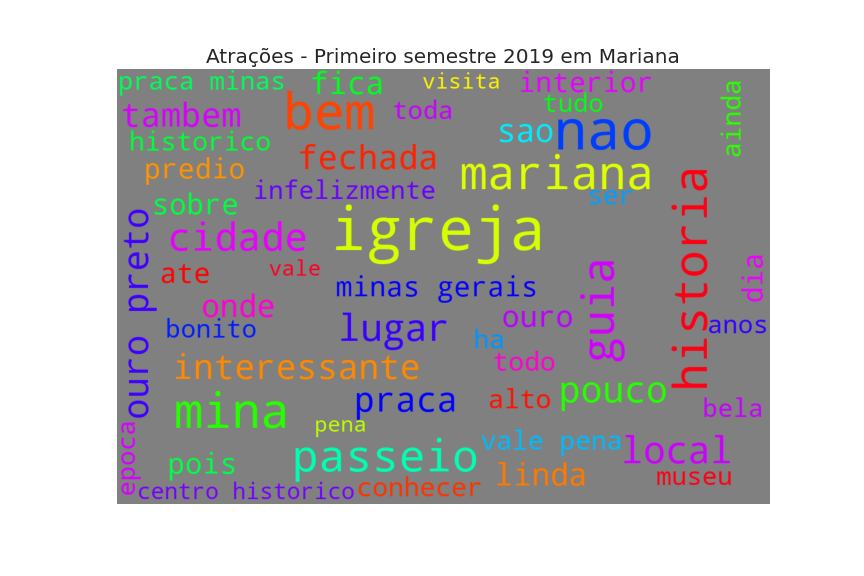 Atrações - Primeiro semestre 2019 em Mariana
praca minas
fica
visita
interior
tambem
bem
toda
tudo
ainda
historico
sao
nao
predio
fechada
mariana
infelizmente
ser
sobre
historia
cidade
igreja
ouro preto
ate
vale
minas gerais
guia
dia
onde
ouro
bonito
lugar
ha
anos
interessante
todo
mina
praca
alto
pouco
bela
pena
epoca
pois
passeio
vale pena
local
centro historico
conhecer
linda
museu